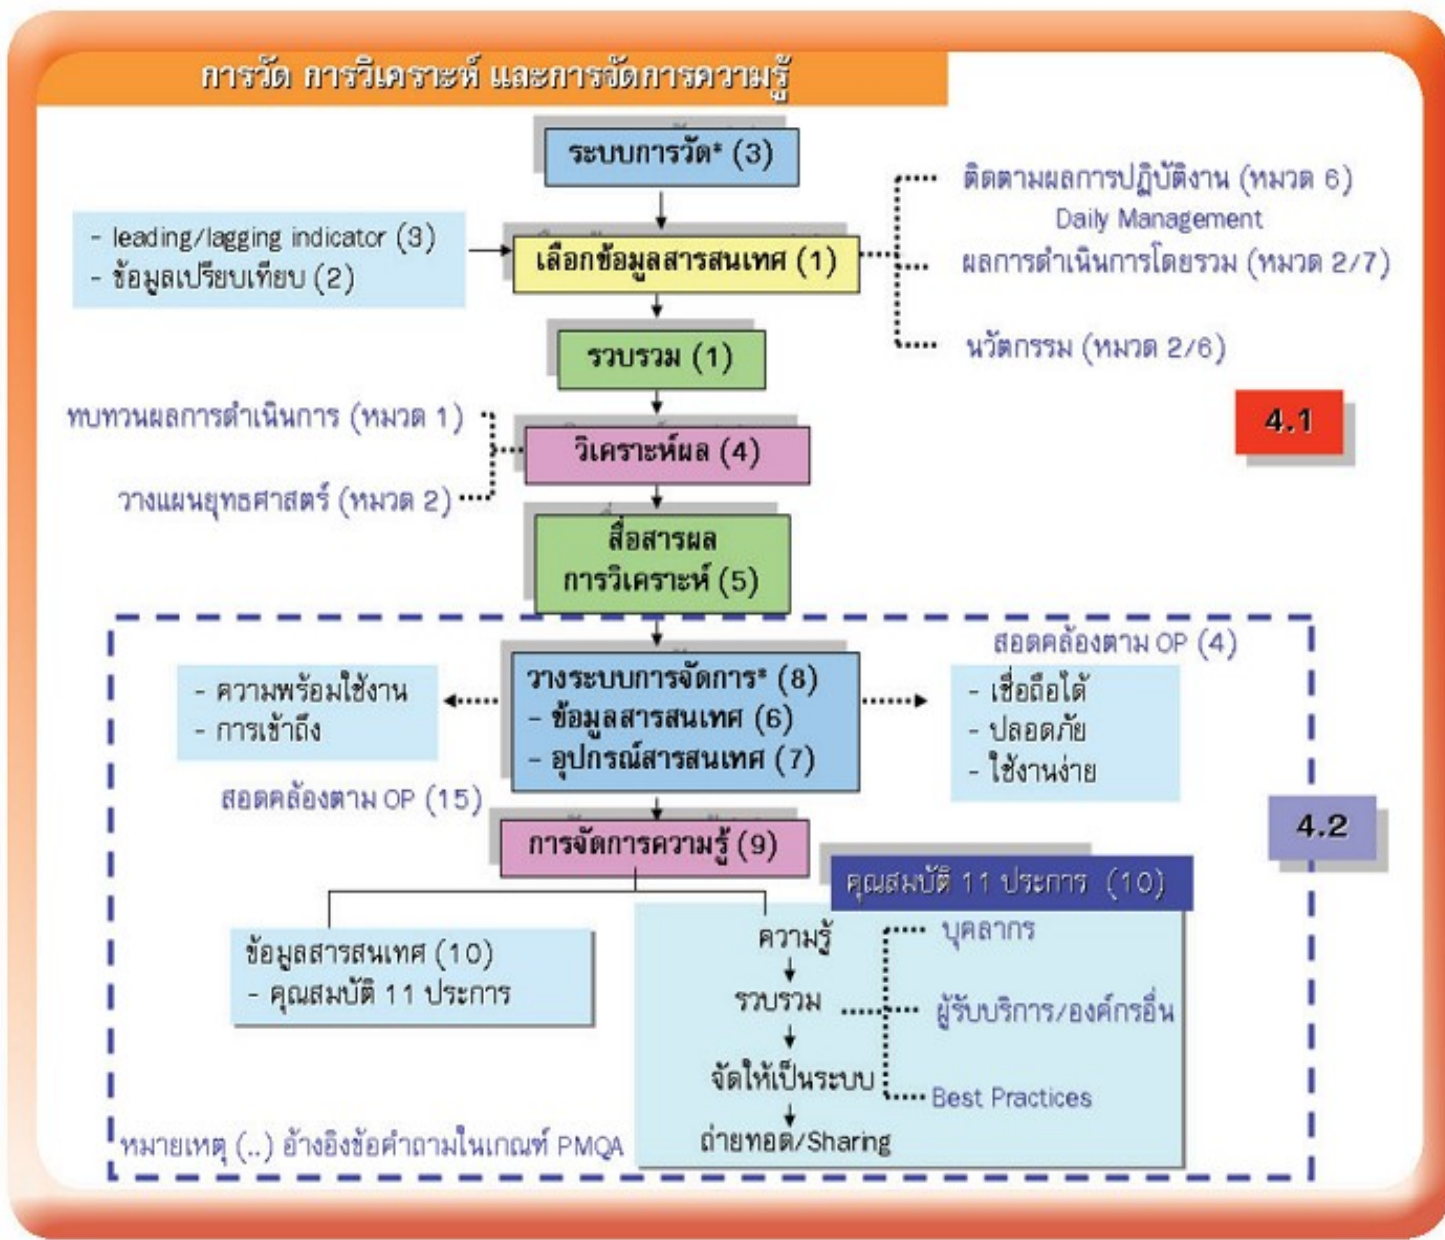 การวัด การวิเคราะห์ และการจัดการความรู้
ระบบการวัด* (3)
- leading/lagging indicator (3)
- ข้อมูลเปรียบเทียบ (2)
เลือกข้อมูลสารสนเทศ (1)
ติดตามผลการปฏิบัติงาน (หมวด 6)
Daily Management
ผลการดำเนินการโดยรวม (หมวด 2/7)
นวัตกรรม (หมวด 2/6)
รวบรวม (1)
4.1
ทบทวนผลการดำเนินการ (หมวด 1)
วิเคราะห์ผล (4)
วางแผนยุทธศาสตร์ (หมวด 2)
สื่อสารผล
การวิเคราะห์ (5)
สอดคล้องตาม OP (4)
- ความพร้อมใช้งาน
- การเข้าถึง
วางระบบการจัดการ* (8)
- ข้อมูลสารสนเทศ (6)
- อุปกรณ์สารสนเทศ (7)
- เชื่อถือได้
- ปลอดภัย
- ใช้งานง่าย
สอดคล้องตาม OP (15)
4.2
การจัดการความรู้ (9)
คุณสมบัติ 11 ประการ (10)
ข้อมูลสารสนเทศ (10)
- คุณสมบัติ 11 ประการ
ความรู้
รวบรวม
จัดให้เป็นระบบ
ถ่ายทอด/Sharing
บุคลากร
ผู้รับบริการ/องค์กรอื่น
Best Practices
หมายเหตุ (..) อ้างอิงข้อคำถามในเกณฑ์ PMQA